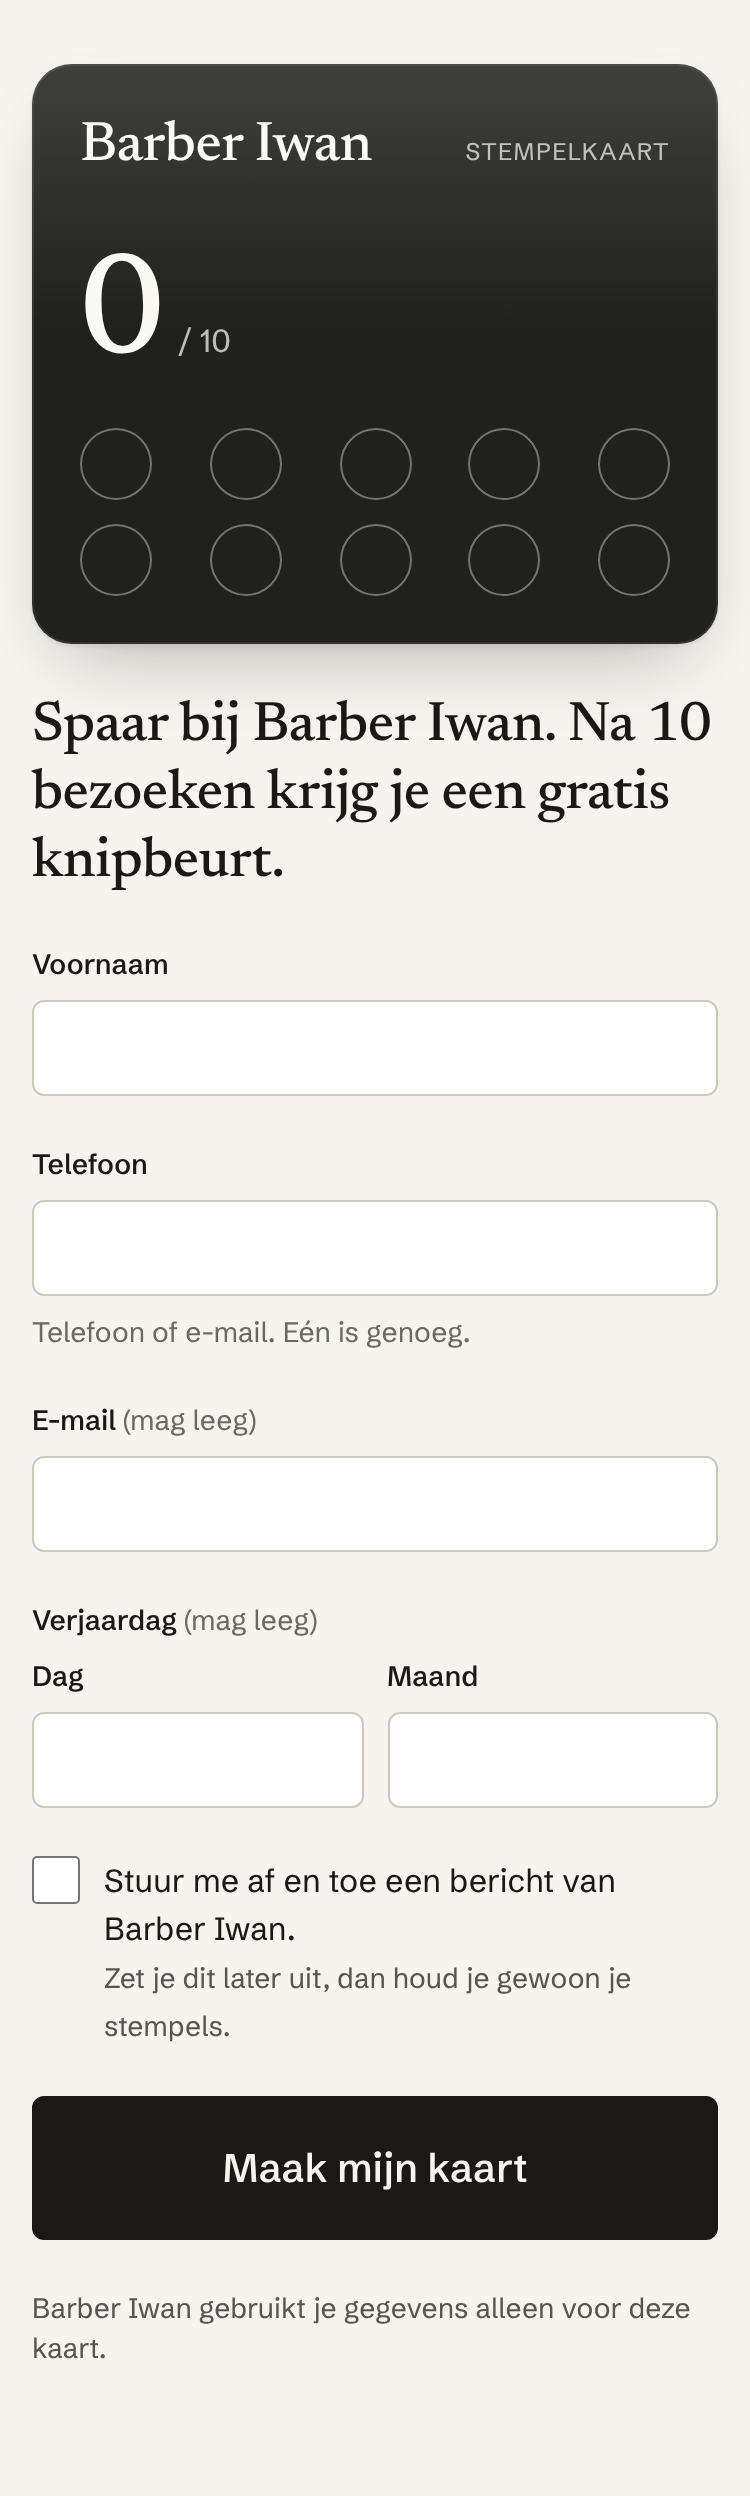 Barber Iwan
STEMPELKAART
0 / 10
Spaar bij Barber Iwan. Na 10
bezoeken krijg je een gratis
knipbeurt.
Voornaam
Telefoon
Telefoon of e-mail. Eén is genoeg.
E-mail (mag leeg)
Verjaardag (mag leeg)
Dag
Maand
Stuur me af en toe een bericht van
Barber Iwan.
Zet je dit later uit, dan houd je gewoon je
stempels.
Maak mijn kaart
Barber Iwan gebruikt je gegevens alleen voor deze
kaart.